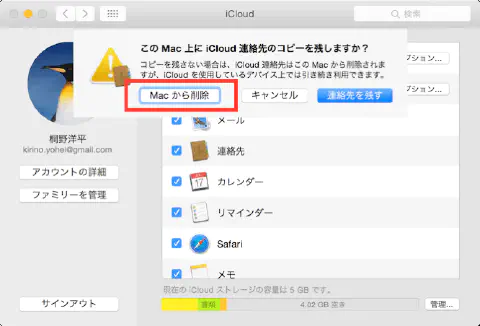 iCloud
検索
この Mac 上に iCloud 連絡先のコピーを残しますか？
コピーを残さない場合は、iCloud 連絡先はこの Mac から削除されま
すが、iCloud を使用しているデバイス上では引き続き利用できます。
Mac から削除
キャンセル
連絡先を残す
プション...
プション...
桐野洋平
kirino.yohei@gmail.com
アカウントの詳細
ファミリーを管理
サインアウト
メール
連絡先
カレンダー
リマインダー
Safari
メモ
現在の iCloud ストレージの容量は 5 GB です。
書類
4.02 GB 空き
管理...